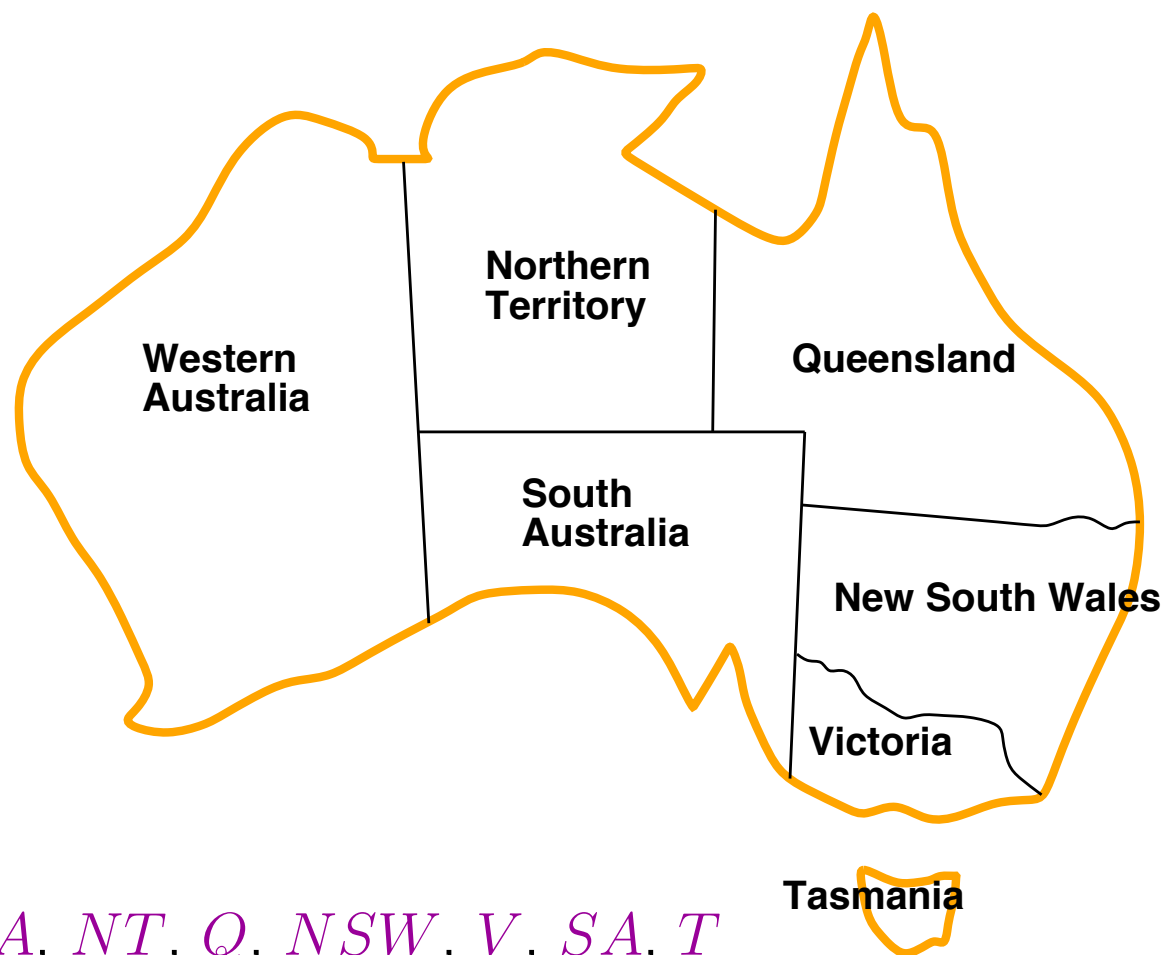 Northern
Territory
Western
Australia
Queensland
South
Australia
New South Wales
Victoria
Tasmania
A. NT. Q. NSW. V. SA. T